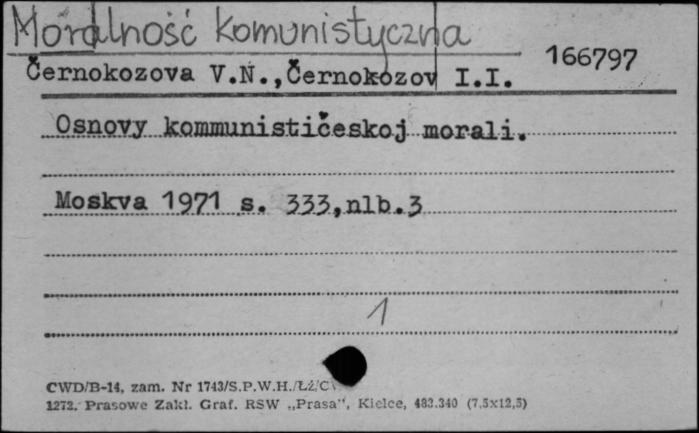 Moralność komunistyczna
166797
Černokozova V.N.,Černokozov I.I.
Osnovy kommunističeskoj morali.
Moskva 1971 s. 333,nlb.3
1
CWD/B-14, zam. Nr 1743/S.P.W.H./ŁŹ/C
1272. Prasowe Zakł. Graf. RSW „Prasa”, Kielce, 483.340 (7,5x12,5)